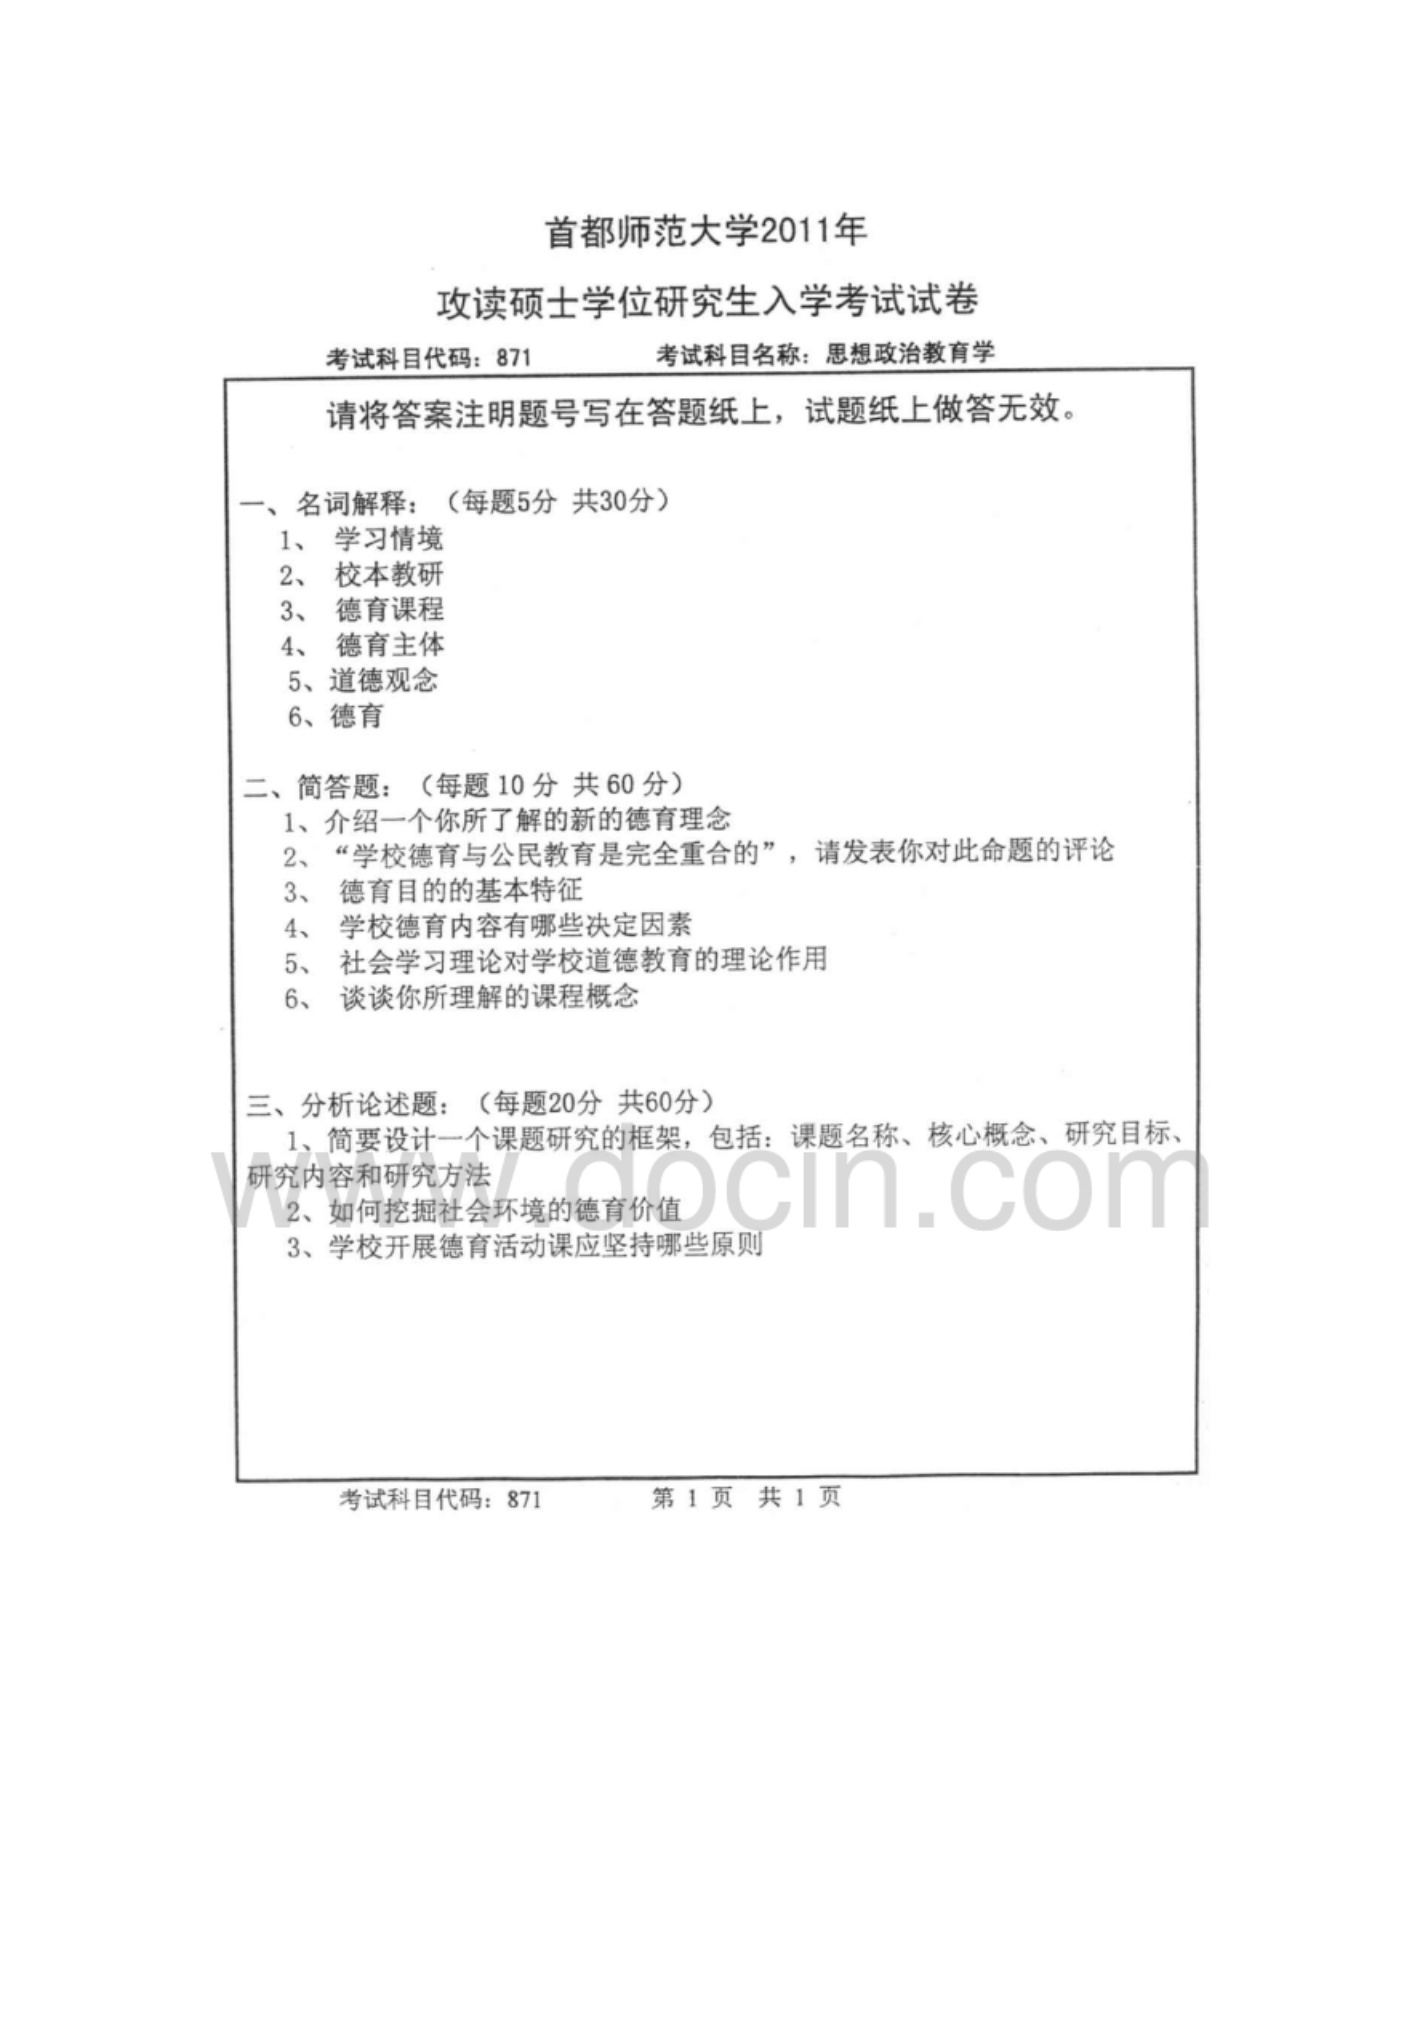 首都师范大学2011年
攻读硕士学位研究生入学考试试卷
考试科目代码：871 考试科目名称：思想政治教育学
请将答案注明题号写在答题纸上，试题纸上做答无效。
一、名词解释：（每题5分 共30分）
1、 学习情境
2、 校本教研
3、 德育课程
4、 德育主体
5、道德观念
6、德育
二、简答题：（每题 10 分 共 60 分）
1、介绍一个你所了解的新的德育理念
2、“学校德育与公民教育是完全重合的”，请发表你对此命题的评论
3、 德育目的的基本特征
4、 学校德育内容有哪些决定因素
5、 社会学习理论对学校道德教育的理论作用
6、 谈谈你所理解的课程概念
三、分析论述题：（每题20分 共60分）
1、简要设计一个课题研究的框架，包括：课题名称、核心概念、研究目标、
研究内容和研究方法
www.docin.com
2、如何挖掘社会环境的德育价值
3、学校开展德育活动课应坚持哪些原则
考试科目代码：871 第 1 页 共 1 页